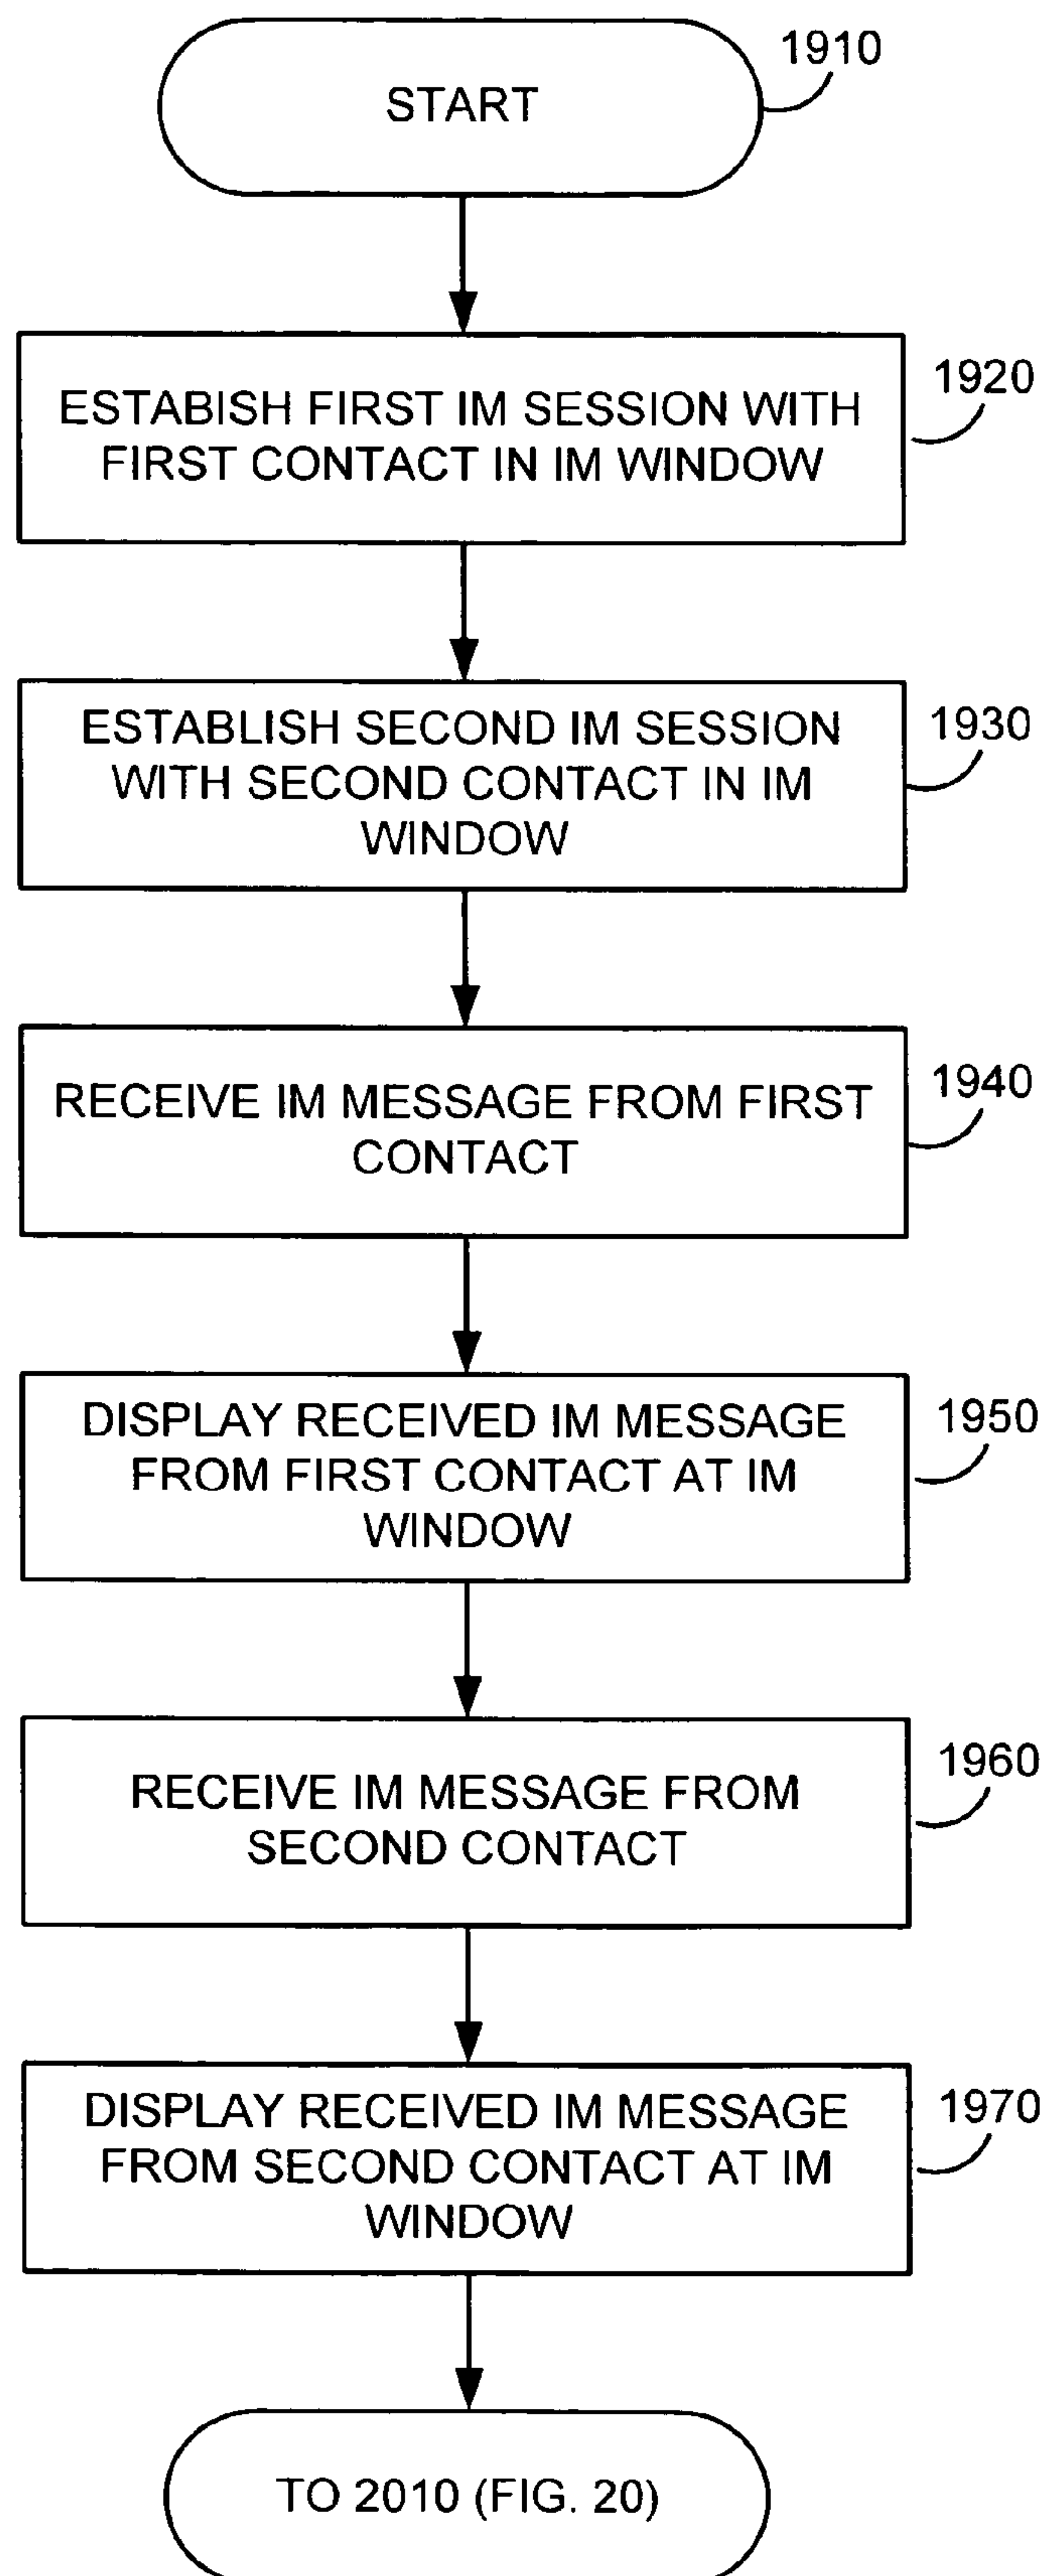 START
1910
ESTABISH FIRST IM SESSION WITH
FIRST CONTACT IN IM WINDOW
1920
ESTABLISH SECOND IM SESSION
WITH SECOND CONTACT IN IM
WINDOW
1930
RECEIVE IM MESSAGE FROM FIRST
CONTACT
1940
DISPLAY RECEIVED IM MESSAGE
FROM FIRST CONTACT AT IM
WINDOW
1950
RECEIVE IM MESSAGE FROM
SECOND CONTACT
1960
DISPLAY RECEIVED IM MESSAGE
FROM SECOND CONTACT AT IM
WINDOW
1970
TO 2010 (FIG. 20)